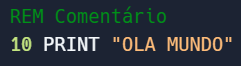 REM Comentário
10 PRINT "OLA MUNDO"